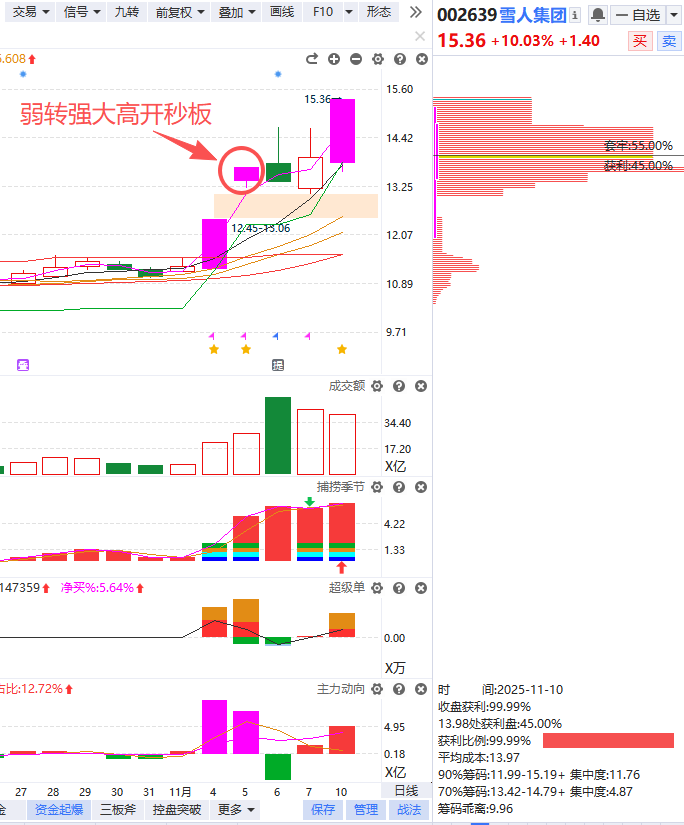 交易 信号 九转 前复权 叠加 画线 F10 形态
002639 雪人集团 自选
15.36 +10.03% +1.40 买 卖
5.608
15.36
15.60
14.42
13.25
12.07
10.89
9.71
弱转强大高开秒板
12.45-13.06
套牢:55.00%
获利:45.00%
提
成交额
34.40
17.20
X亿
捕捞季节
4.22
1.33
147359 净买%:5.64% 超级单
0.00
X万
占比:12.72% 主力动向
4.95
0.18
X亿
27 28 29 30 31 11月 4 5 6 7 10 日线
金 资金起爆 三板斧 控盘突破 更多 保存 管理 战法
时 间:2025-11-10
收盘获利:99.99%
13.98处获利盘:45.00%
获利比例:99.99%
平均成本:13.97
90%筹码:11.99-15.19+ 集中度:11.76
70%筹码:13.42-14.79+ 集中度:4.87
筹码乖离:9.96